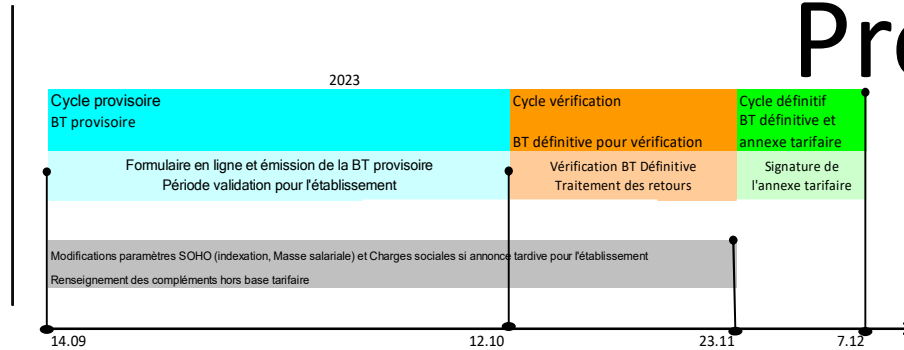 Pr
2023
Cycle provisoire
BT provisoire
Cycle vérification
BT définitive pour vérification
Cycle définitif
BT définitive et
annexe tarifaire
Formulaire en ligne et émission de la BT provisoire
Période validation pour l'établissement
Vérification BT Définitive
Traitement des retours
Signature de
l'annexe tarifaire
Modifications paramètres SOHO (indexation, Masse salariale) et Charges sociales si annonce tardive pour l'établissement
Renseignement des compléments hors base tarifaire
14.09
12.10
23.11
7.12